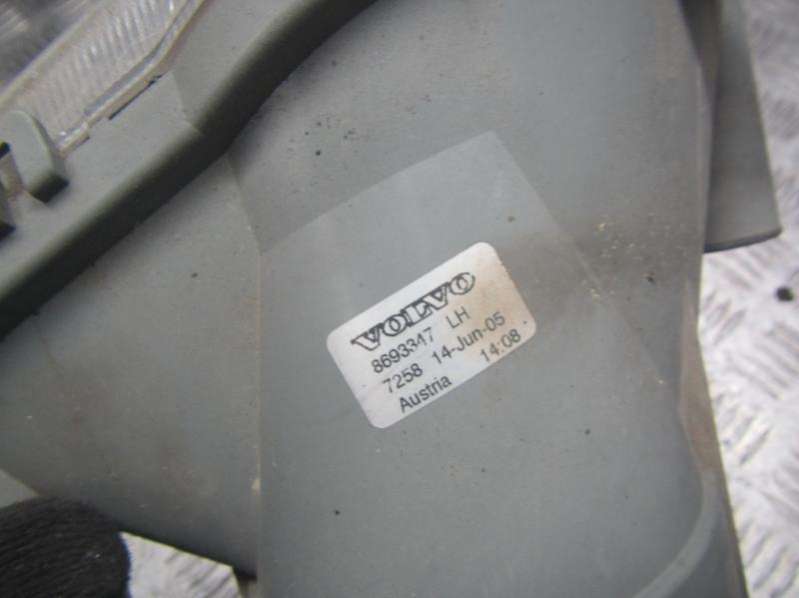 VOLVO
8693347 LH
7258 14-Jun-05
Austria 14:08